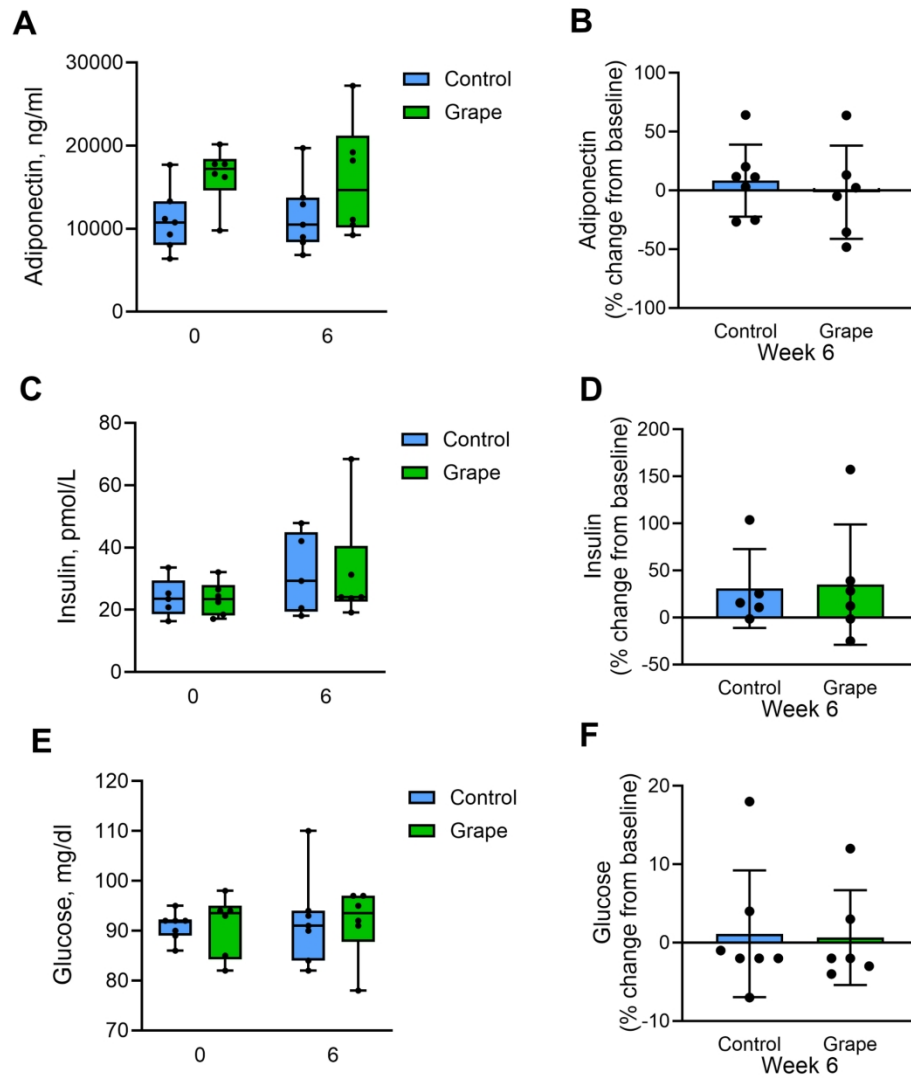 A
Adiponectin, ng/ml
30000
20000
10000
0
0
6
Control
Grape
B
Adiponectin
(% change from baseline)
100
50
0
-50
-100
Control
Grape
Week 6
C
Insulin, pmol/L
80
60
40
20
0
0
6
Control
Grape
D
Insulin
(% change from baseline)
200
150
100
50
0
-50
Control
Grape
Week 6
E
Glucose, mg/dl
120
110
100
90
80
70
0
6
Control
Grape
F
Glucose
(% change from baseline)
20
10
0
-10
Control
Grape
Week 6